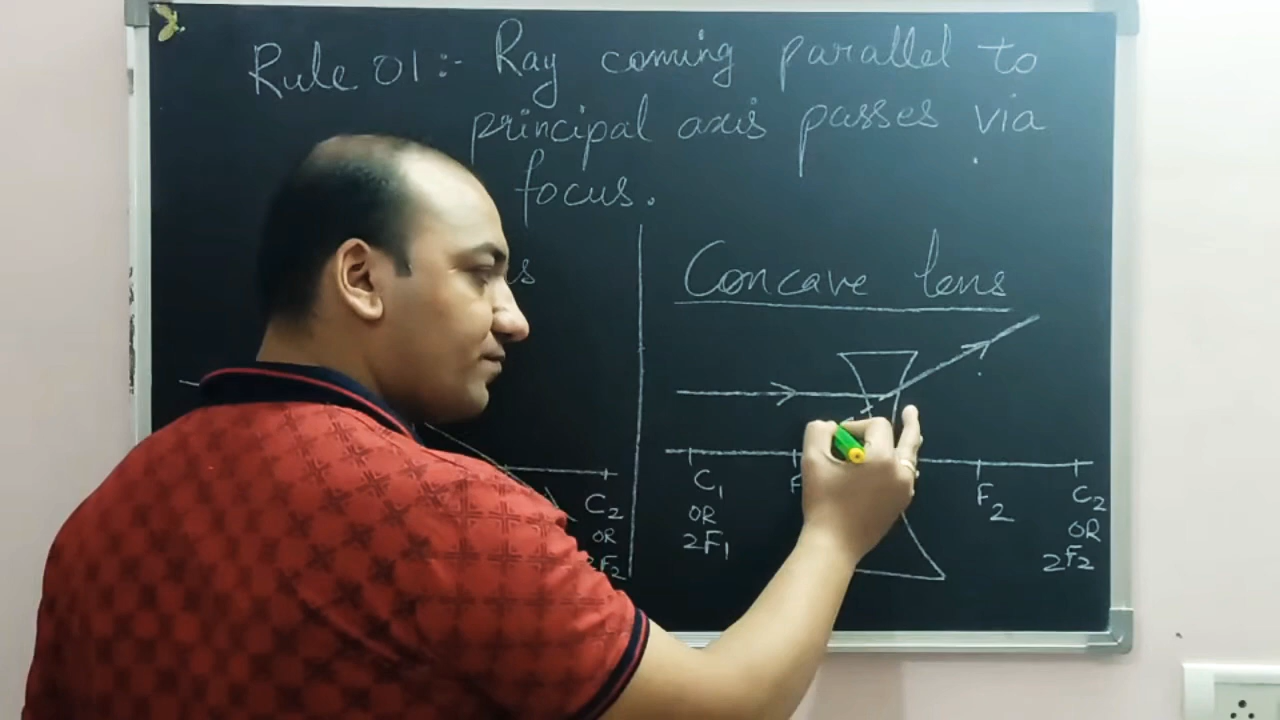 Rule 01:- Ray coming parallel to
principal axis passes via
focus.
Concave lens
C2
OR
2F2
C1
OR
2F1
F2
C2
OR
2F2